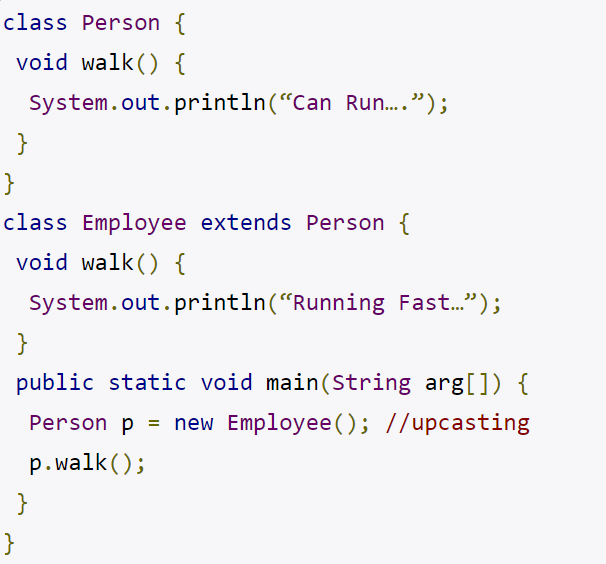 class Person {
 void walk() {
  System.out.println(“Can Run….”);
 }
}
class Employee extends Person {
 void walk() {
  System.out.println(“Running Fast…”);
 }
 public static void main(String arg[]) {
  Person p = new Employee(); //upcasting
  p.walk();
 }
}